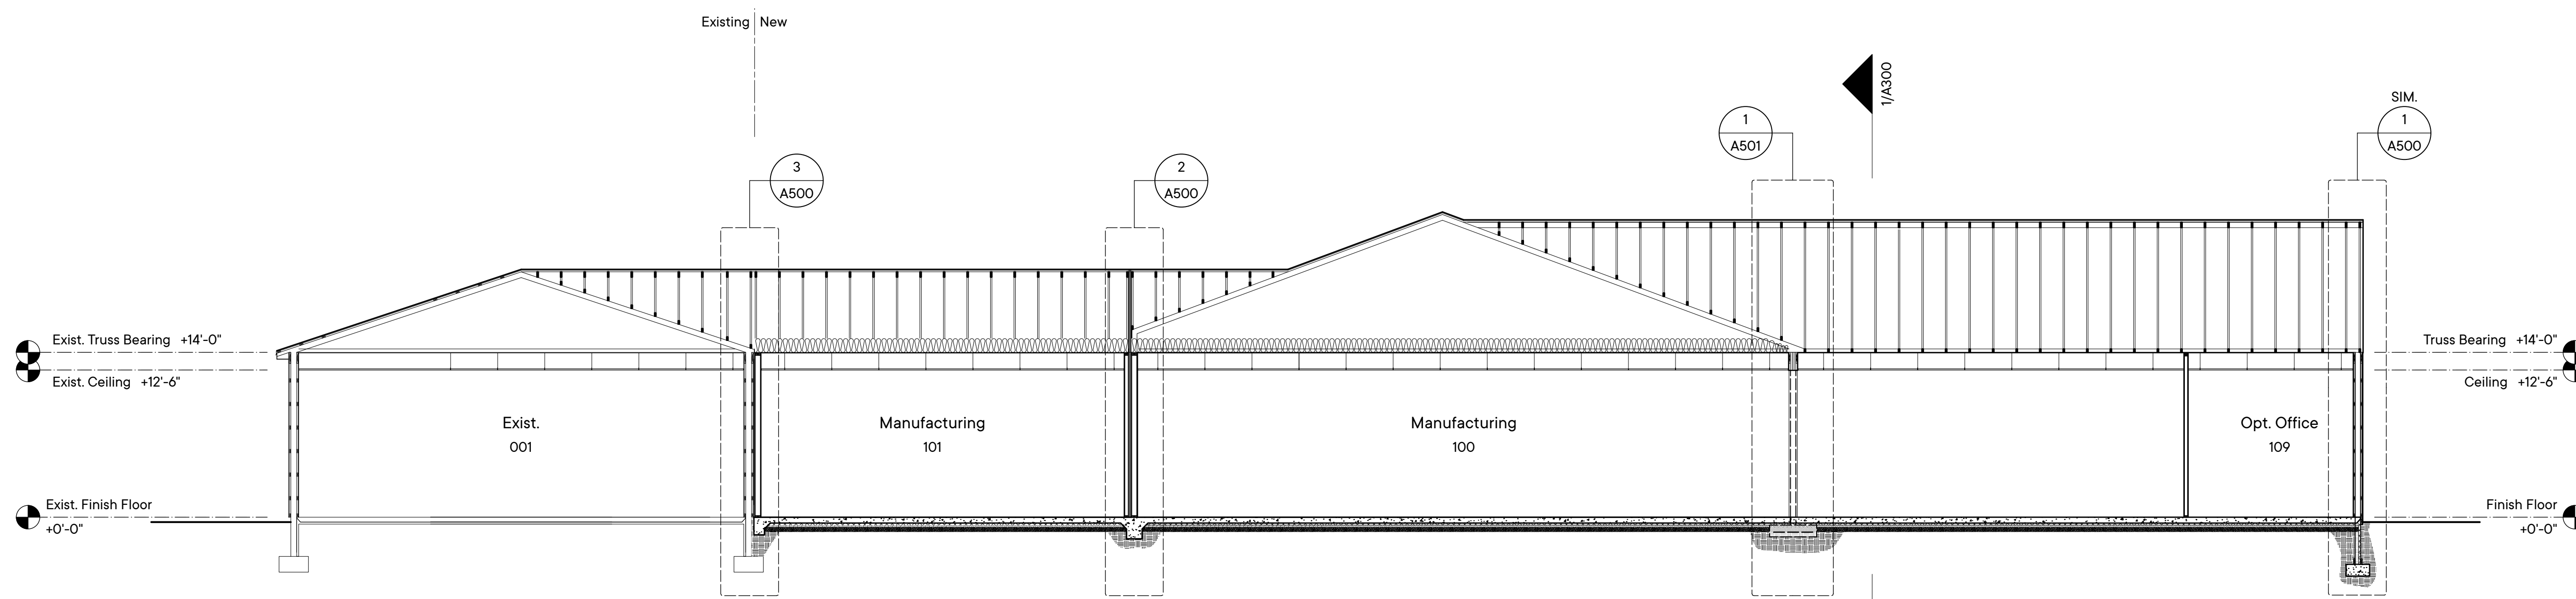 Existing New
1/A300
SIM.
1
A501
1
A500
3
A500
2
A500
Exist. Truss Bearing +14'-0"
Exist. Ceiling +12'-6"
Truss Bearing +14'-0"
Ceiling +12'-6"
Exist.
001
Manufacturing
101
Manufacturing
100
Opt. Office
109
Exist. Finish Floor
+0'-0"
Finish Floor
+0'-0"